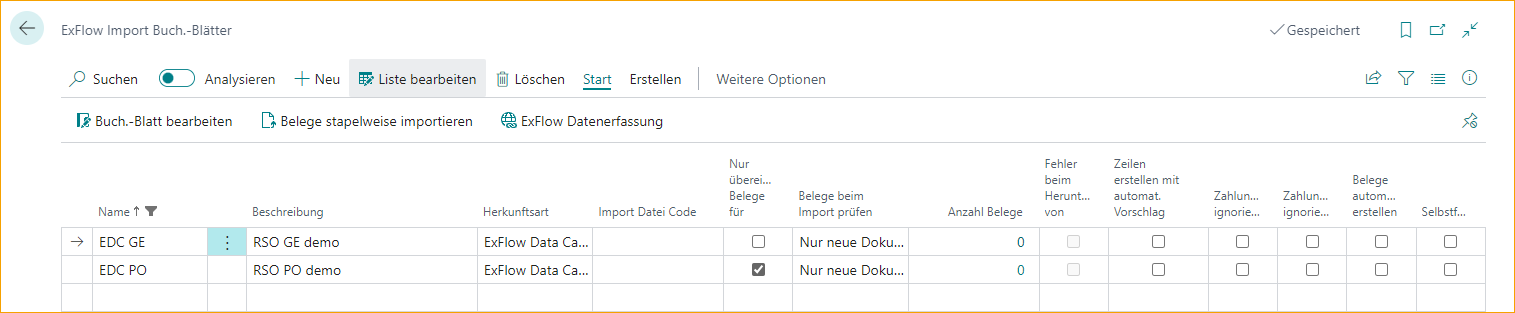 ExFlow Import Buch.-Blätter
Gespeichert
Suchen Analysieren Neu Liste bearbeiten Löschen Start Erstellen Weitere Optionen
Buch.-Blatt bearbeiten Belege stapelweise importieren ExFlow Datenerfassung
Name
Beschreibung
Herkunftsart
Import Datei Code
Nur
überei...
Belege
für
Belege beim
Import prüfen
Anzahl Belege
Fehler
beim
Herunt...
von
Zeilen
erstellen mit
automat.
Vorschlag
Zahlun...
ignorie...
Zahlun...
ignorie...
Belege
autom...
erstellen
Selbstf...
EDC GE RSO GE demo ExFlow Data Ca... Nur neue Doku... 0
EDC PO RSO PO demo ExFlow Data Ca... Nur neue Doku... 0